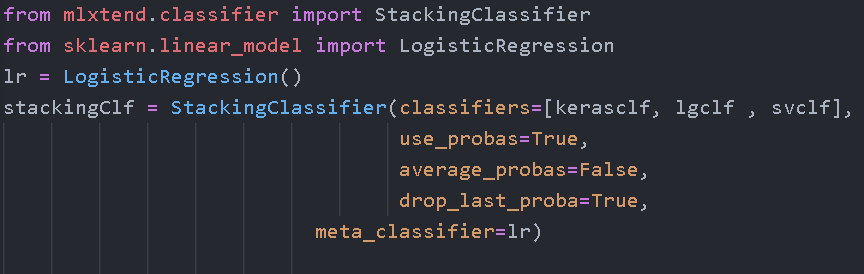 from mlxtend.classifier import StackingClassifier
from sklearn.linear_model import LogisticRegression
lr = LogisticRegression()
stackingClf = StackingClassifier(classifiers=[kerasclf, lgclf , svclf],
use_probas=True,
average_probas=False,
drop_last_proba=True,
meta_classifier=lr)